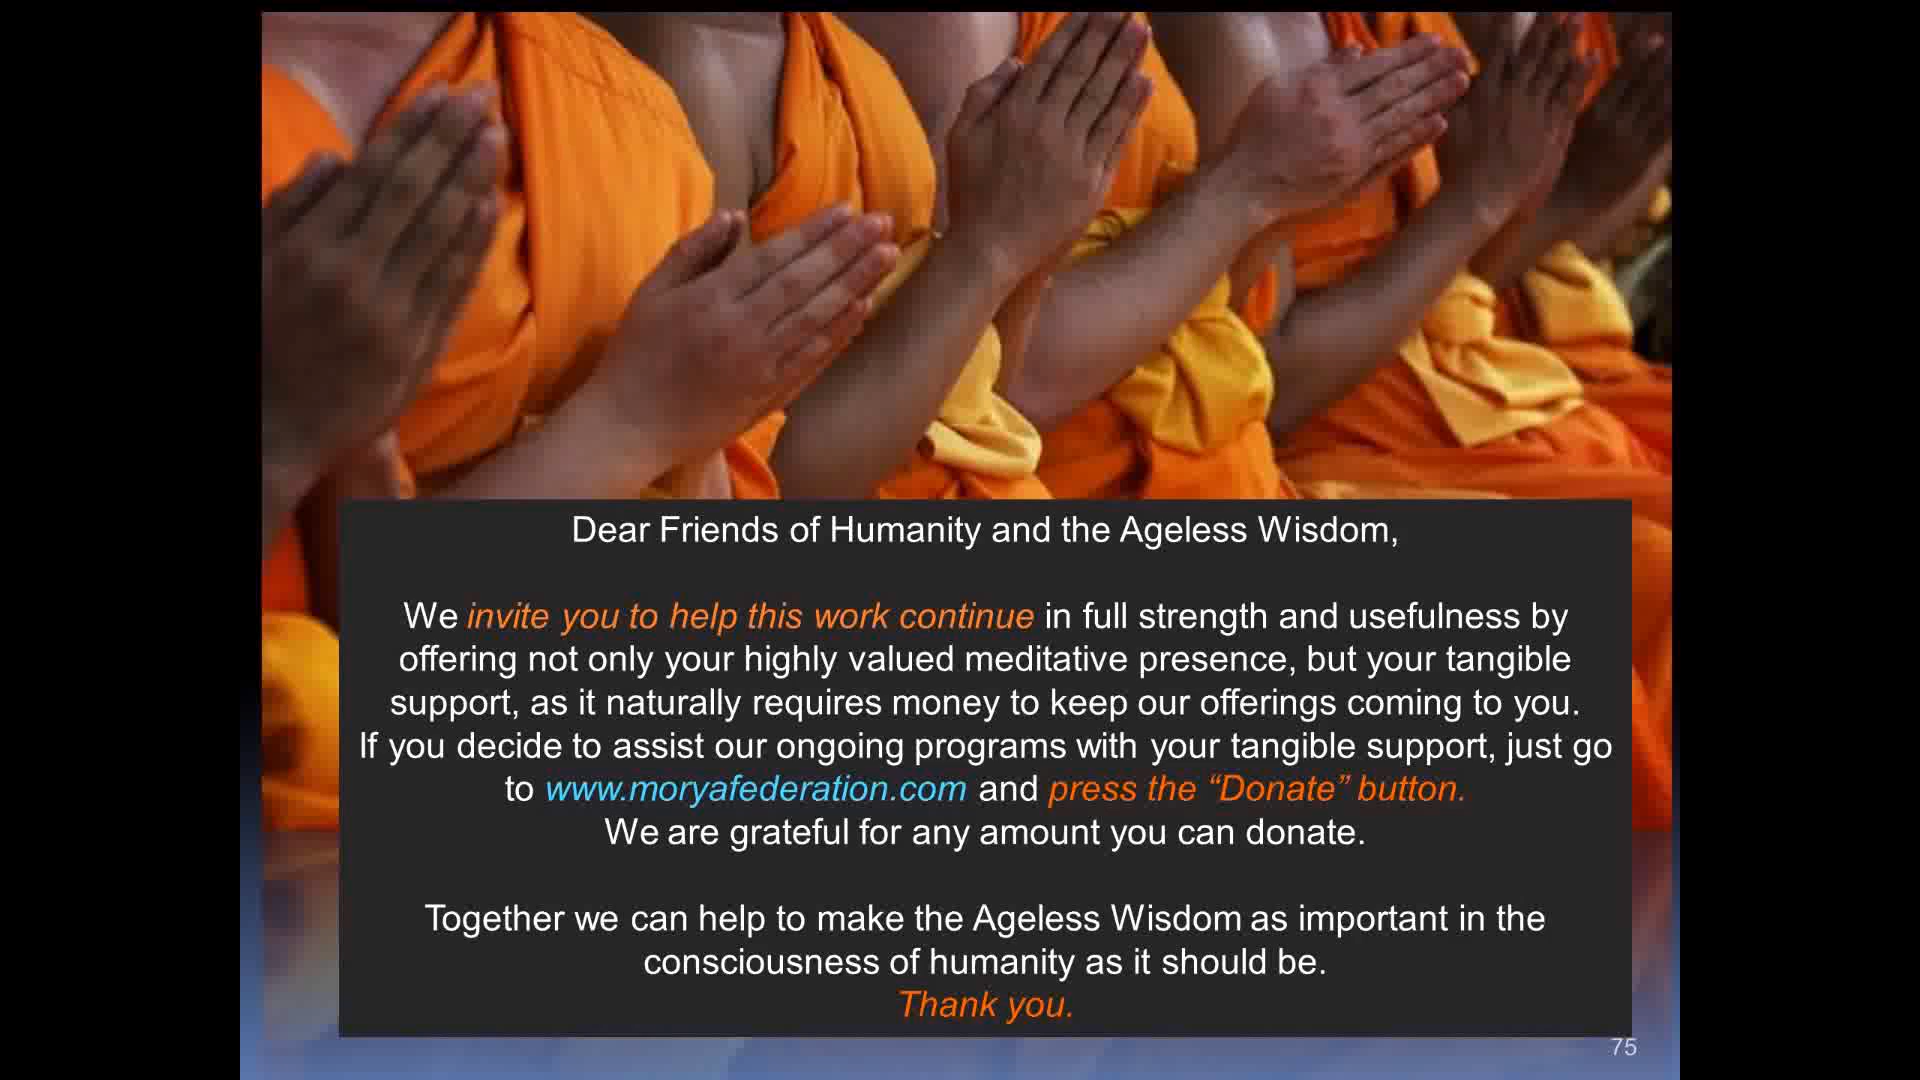 Dear Friends of Humanity and the Ageless Wisdom,
We invite you to help this work continue in full strength and usefulness by
offering not only your highly valued meditative presence, but your tangible
support, as it naturally requires money to keep our offerings coming to you.
If you decide to assist our ongoing programs with your tangible support, just go
to www.moryafederation.com and press the “Donate” button.
We are grateful for any amount you can donate.
Together we can help to make the Ageless Wisdom as important in the
consciousness of humanity as it should be.
Thank you.
75